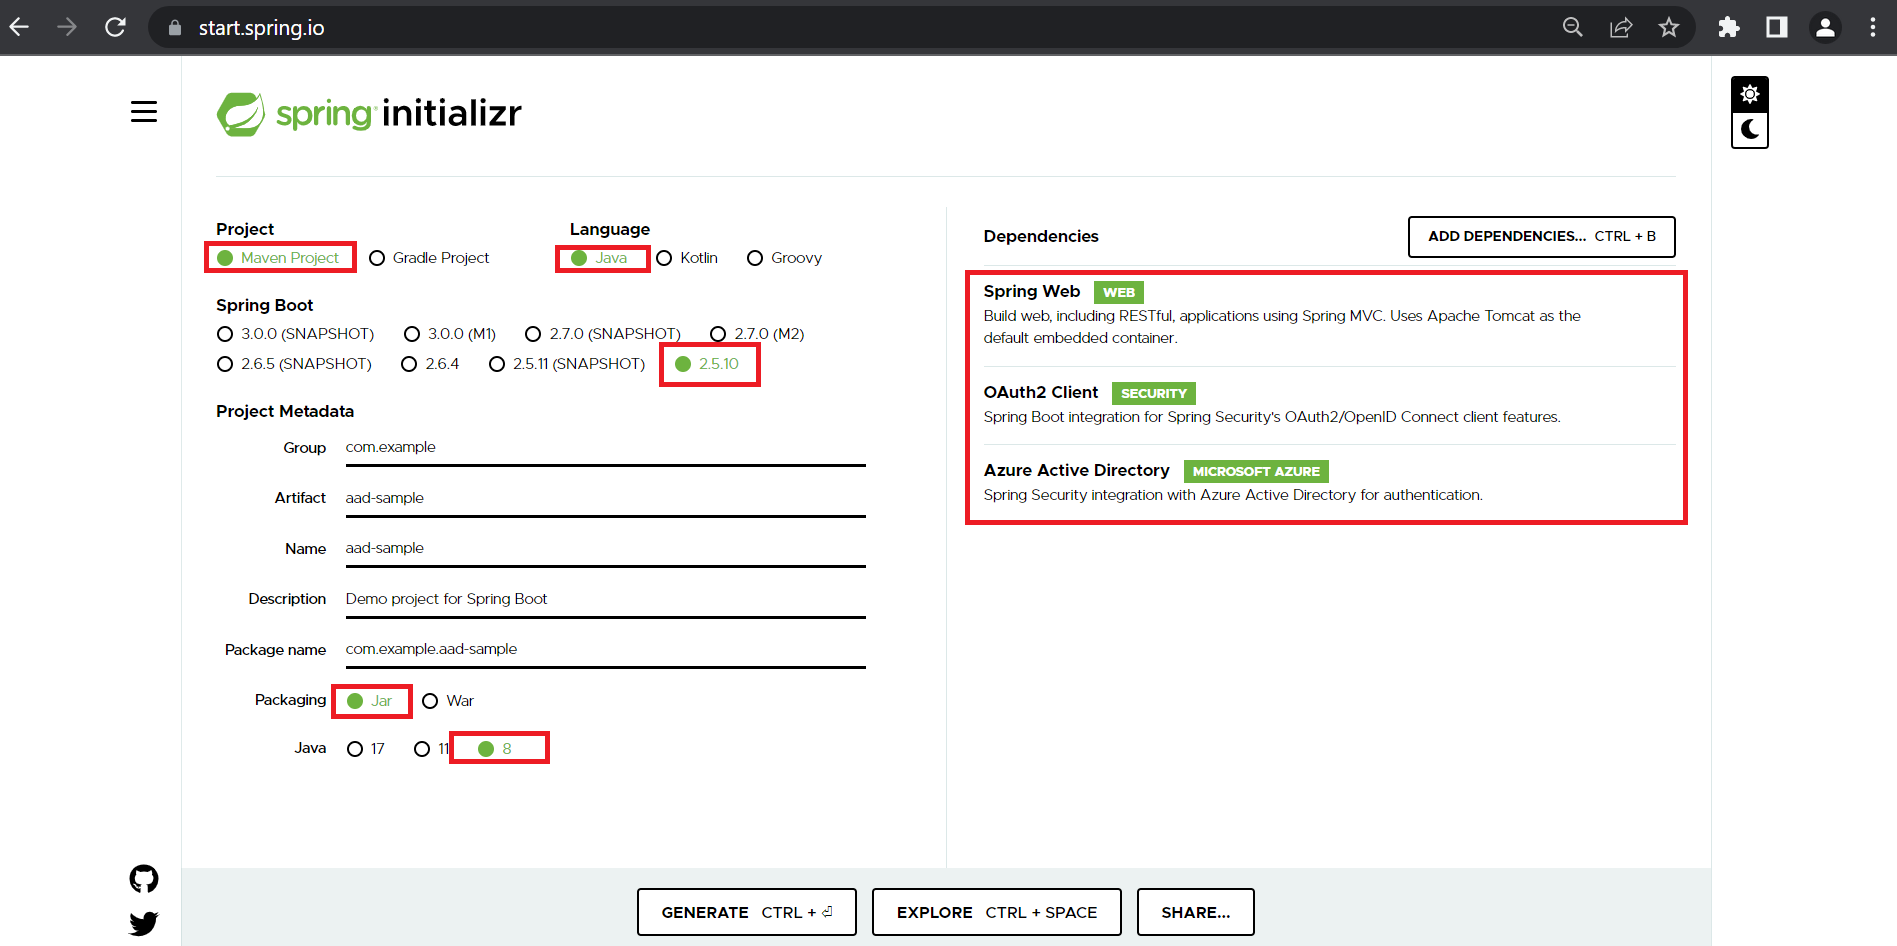 start.spring.io
spring initializr
Project
Maven Project Gradle Project
Language
Java Kotlin Groovy
Spring Boot
3.0.0 (SNAPSHOT) 3.0.0 (M1) 2.7.0 (SNAPSHOT) 2.7.0 (M2)
2.6.5 (SNAPSHOT) 2.6.4 2.5.11 (SNAPSHOT) 2.5.10
Project Metadata
Group com.example
Artifact aad-sample
Name aad-sample
Description Demo project for Spring Boot
Package name com.example.aad-sample
Packaging Jar War
Java 17 11 8
Dependencies
ADD DEPENDENCIES... CTRL + B
Spring Web WEB
Build web, including RESTful, applications using Spring MVC. Uses Apache Tomcat as the
default embedded container.
OAuth2 Client SECURITY
Spring Boot integration for Spring Security's OAuth2/OpenID Connect client features.
Azure Active Directory MICROSOFT AZURE
Spring Security integration with Azure Active Directory for authentication.
GENERATE CTRL + ⏎
EXPLORE CTRL + SPACE
SHARE...